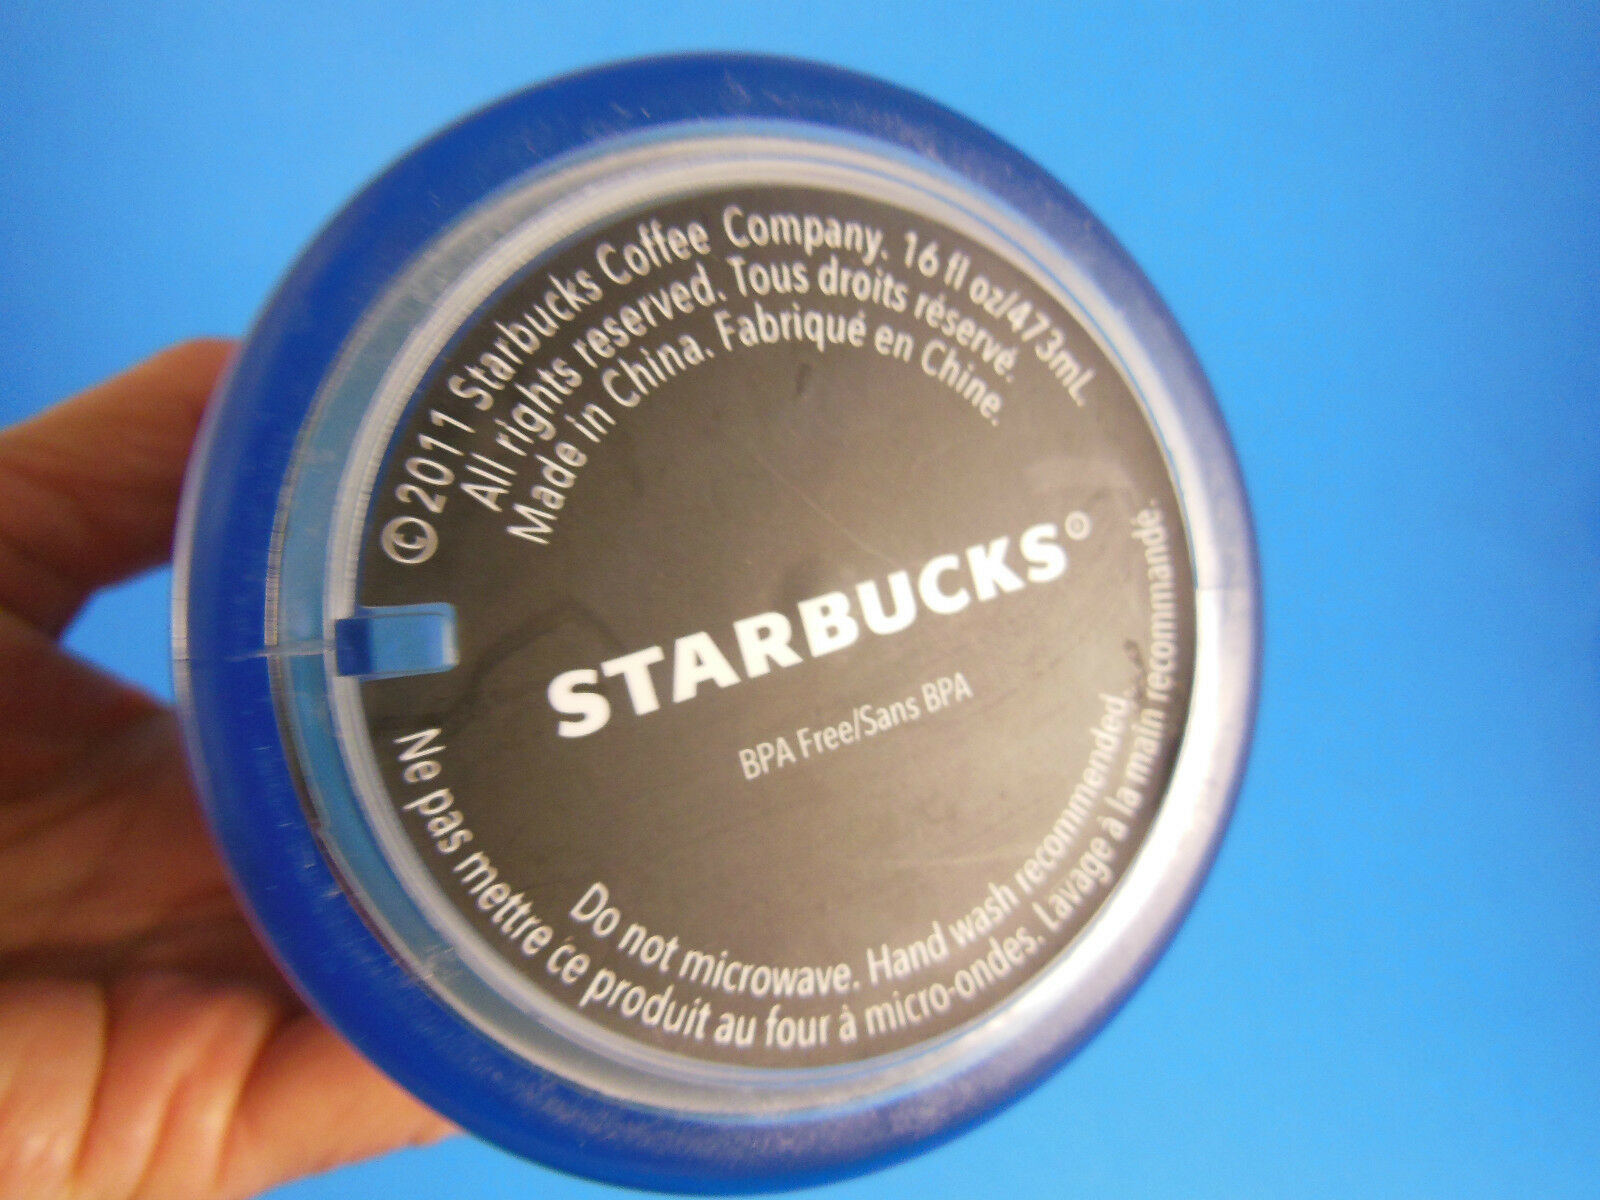 ©2011 Starbucks Coffee Company. 16 fl oz/473mL
All rights reserved. Tous droits réservé.
Made in China. Fabriqué en Chine.
STARBUCKS®
BPA Free/Sans BPA
Do not microwave. Hand wash recommended.
Ne pas mettre ce produit au four à micro-ondes. Lavage à la main recommandé.